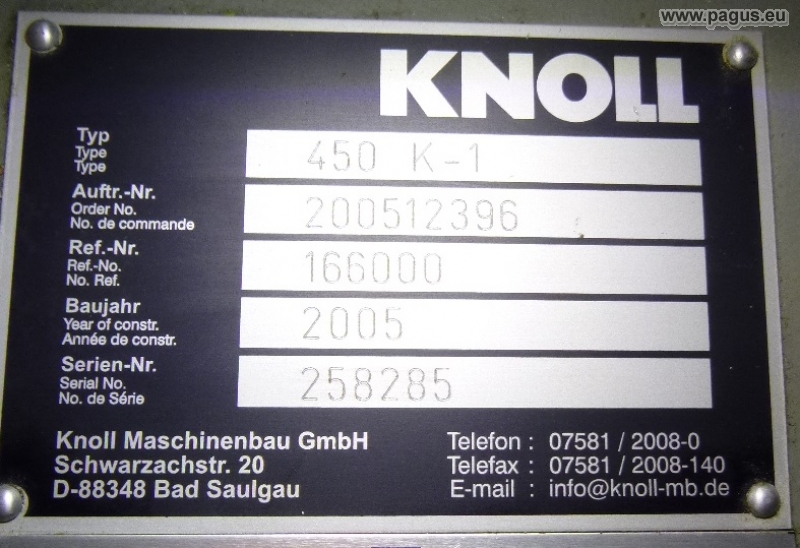 www.pagus.eu
KNOLL
Typ
Type
Type
450 K-1
Auftr.-Nr.
Order No.
No. de commande
200512396
Ref.-Nr.
Ref.-No.
No. Ref.
166000
Baujahr
Year of constr.
Année de constr.
2005
Serien-Nr.
Serial No.
No. de Série
258285
Knoll Maschinenbau GmbH
Schwarzachstr. 20
D-88348 Bad Saulgau
Telefon : 07581 / 2008-0
Telefax : 07581 / 2008-140
E-mail : info@knoll-mb.de